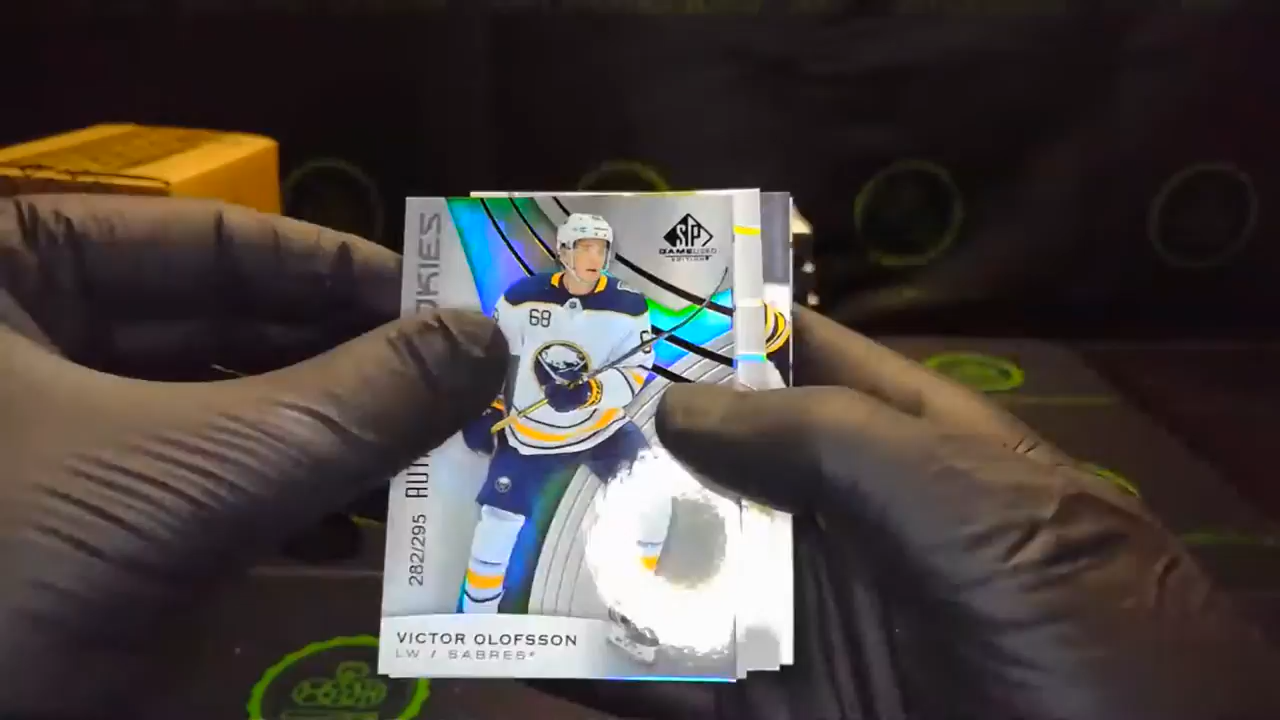 SP
GAME USED
EDITION
68
282/295
VICTOR OLOFSSON
LW / SABRES